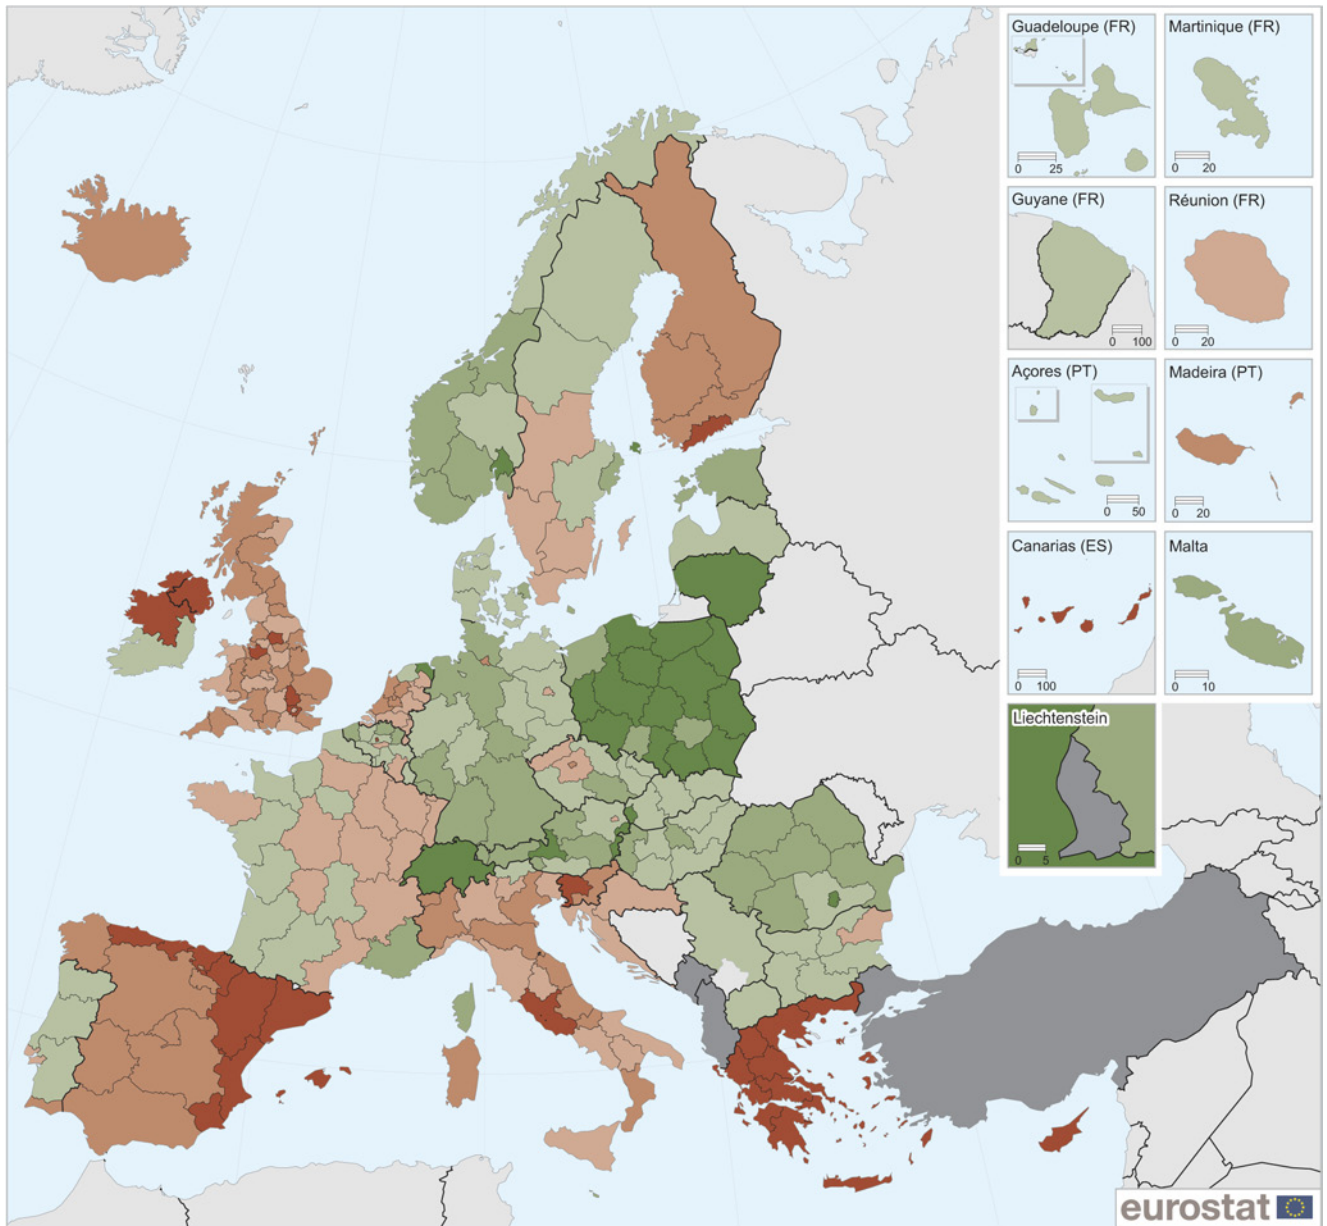 Guadeloupe (FR)
0 25
Martinique (FR)
0 20
Guyane (FR)
0 100
Réunion (FR)
0 20
Açores (PT)
0 50
Madeira (PT)
0 20
Canarias (ES)
0 100
Malta
0 10
Liechtenstein
0 5
eurostat